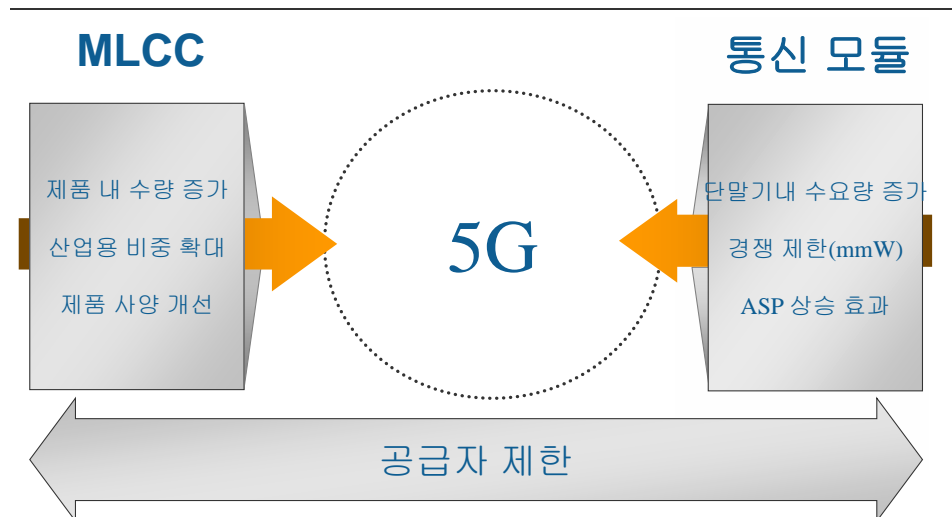 MLCC
제품 내 수량 증가
산업용 비중 확대
제품 사양 개선
5G
통신 모듈
단말기내 수요량 증가
경쟁 제한(mmW)
ASP 상승 효과
공급자 제한